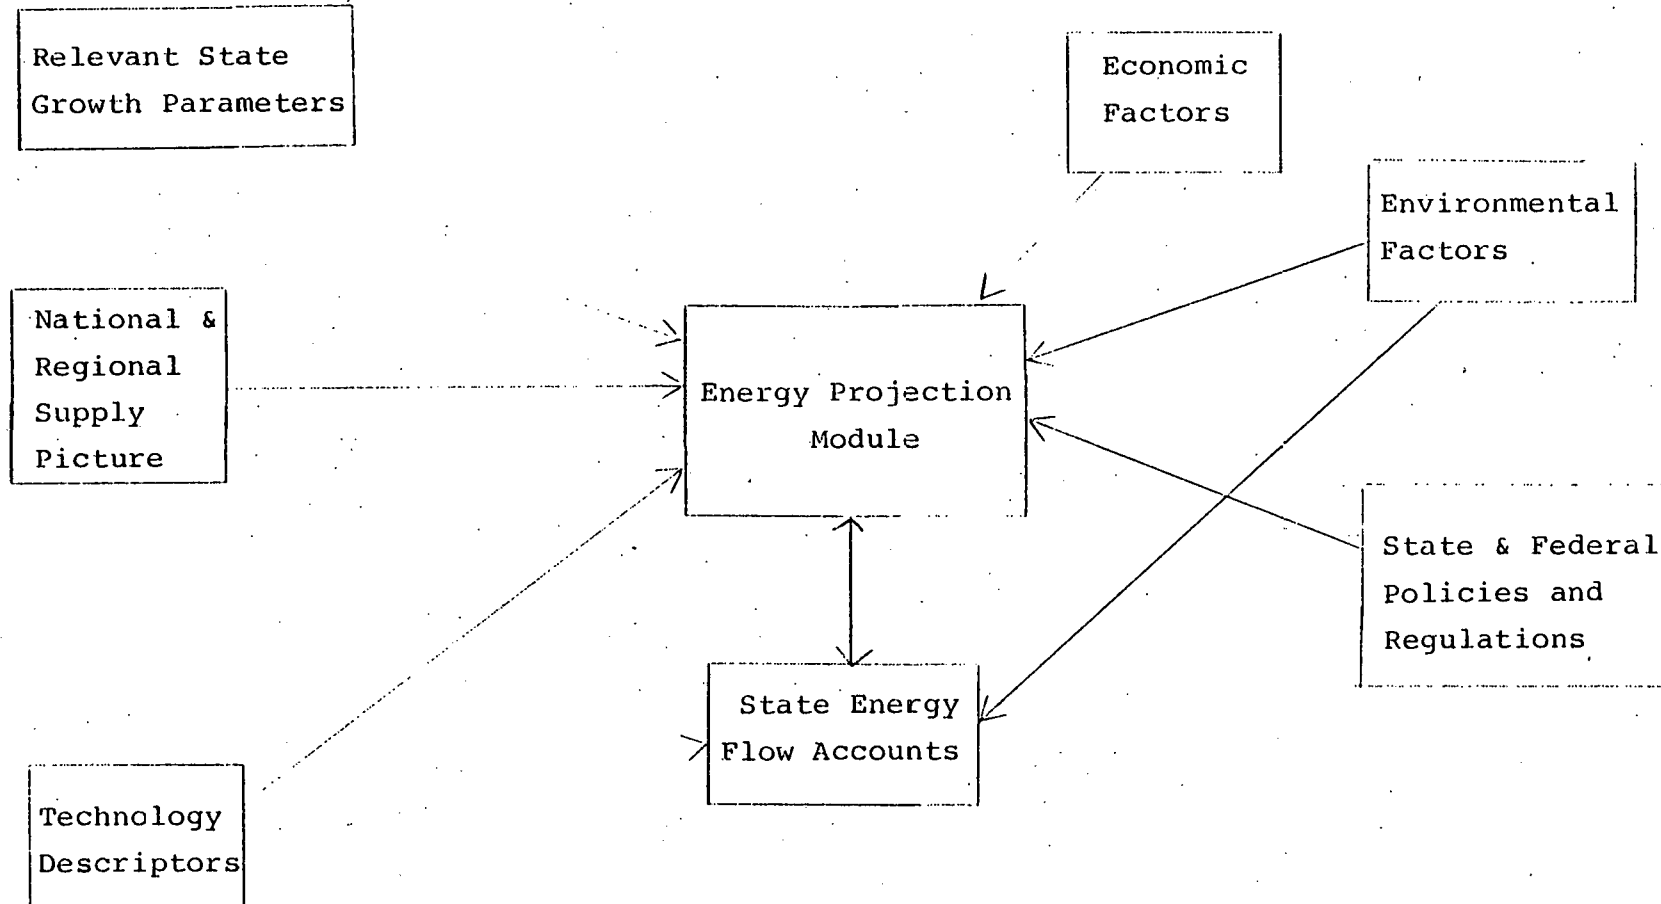 Relevant State
Growth Parameters
Economic
Factors
Environmental
Factors
National &
Regional
Supply
Picture
Energy Projection
Module
State & Federal
Policies and
Regulations
State Energy
Flow Accounts
Technology
Descriptors